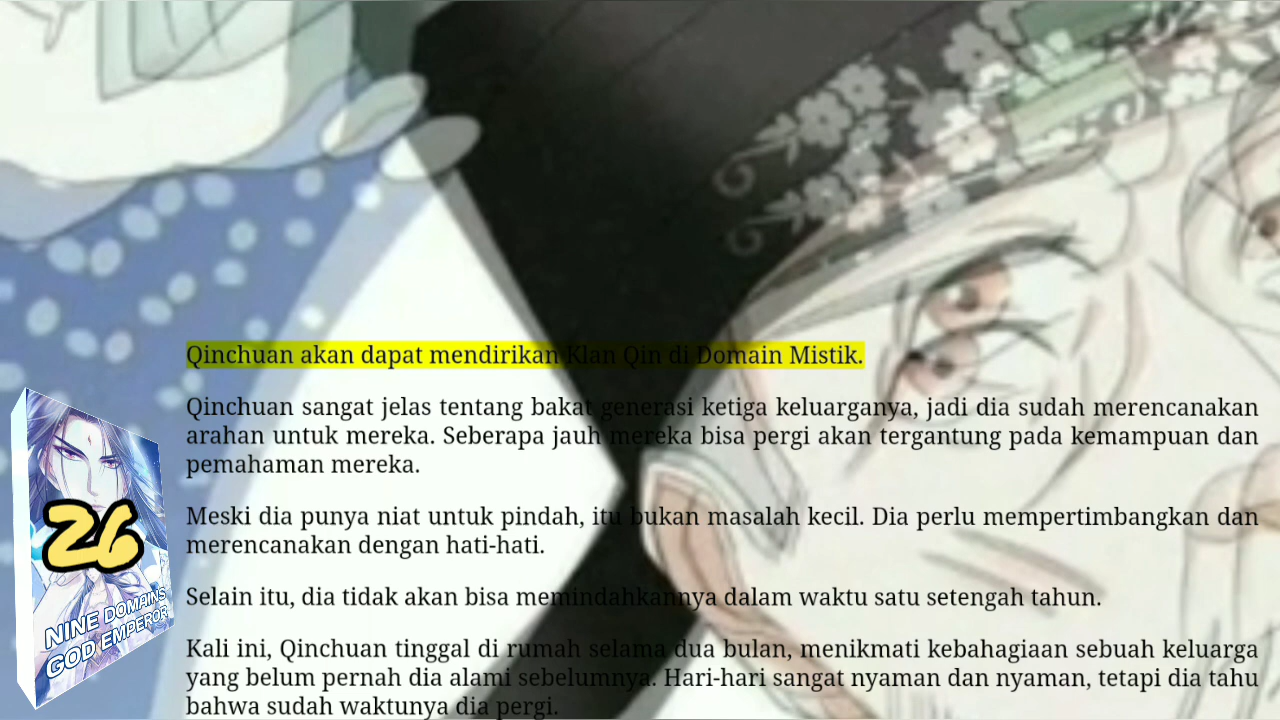 Qinchuan akan dapat mendirikan Klan Qin di Domain Mistik.
Qinchuan sangat jelas tentang bakat generasi ketiga keluarganya, jadi dia sudah merencanakan
arahan untuk mereka. Seberapa jauh mereka bisa pergi akan tergantung pada kemampuan dan
pemahaman mereka.
Meski dia punya niat untuk pindah, itu bukan masalah kecil. Dia perlu mempertimbangkan dan
merencanakan dengan hati-hati.
Selain itu, dia tidak akan bisa memindahkannya dalam waktu satu setengah tahun.
Kali ini, Qinchuan tinggal di rumah selama dua bulan, menikmati kebahagiaan sebuah keluarga
yang belum pernah dia alami sebelumnya. Hari-hari sangat nyaman dan nyaman, tetapi dia tahu
bahwa sudah waktunya dia pergi.
26
NINE DOMAINS
GOD EMPEROR